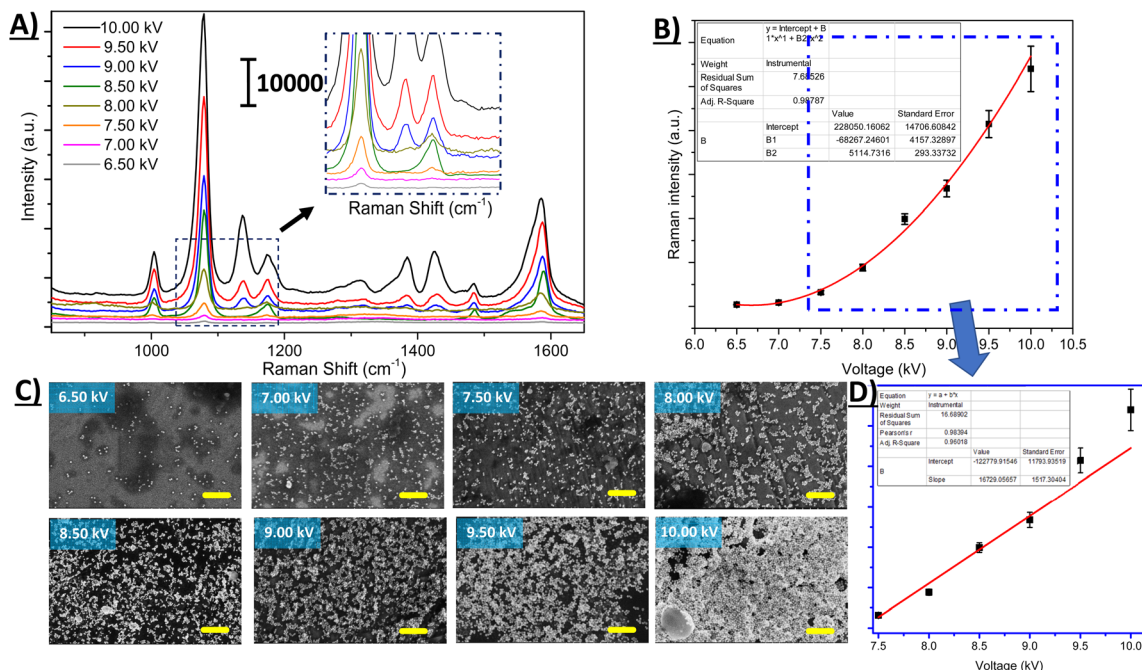 A)
10.00 kV
9.50 kV
9.00 kV
8.50 kV
8.00 kV
7.50 kV
7.00 kV
6.50 kV
10000
Raman Shift (cm⁻¹)
Intensity (a.u.)
1000
1200
1400
1600
Raman Shift (cm⁻¹)
B)
Equation
y = Intercept + B
1*x^1 + B2*x^2
Weight
Instrumental
Residual Sum
of Squares
Adj. R-Square
Value
Standard Error
B
Intercept
228050.16062
14706.60842
B1
-68267.24601
4157.32897
B2
5114.7316
293.33732
Raman intensity (a.u.)
6.0 6.5 7.0 7.5 8.0 8.5 9.0 9.5 10.0 10.5
Voltage (kV)
C)
6.50 kV
7.00 kV
7.50 kV
8.00 kV
8.50 kV
9.00 kV
9.50 kV
10.00 kV
D)
Equation
y = a + b*x
Weight
Instrumental
Residual Sum
of Squares
16.68902
Pearson's r
0.98394
Adj. R-Square
0.96018
Value
Standard Error
B
Intercept
-122779.91546
11793.93519
Slope
16729.05657
1517.30404
7.5 8.0 8.5 9.0 9.5 10.0
Voltage (kV)